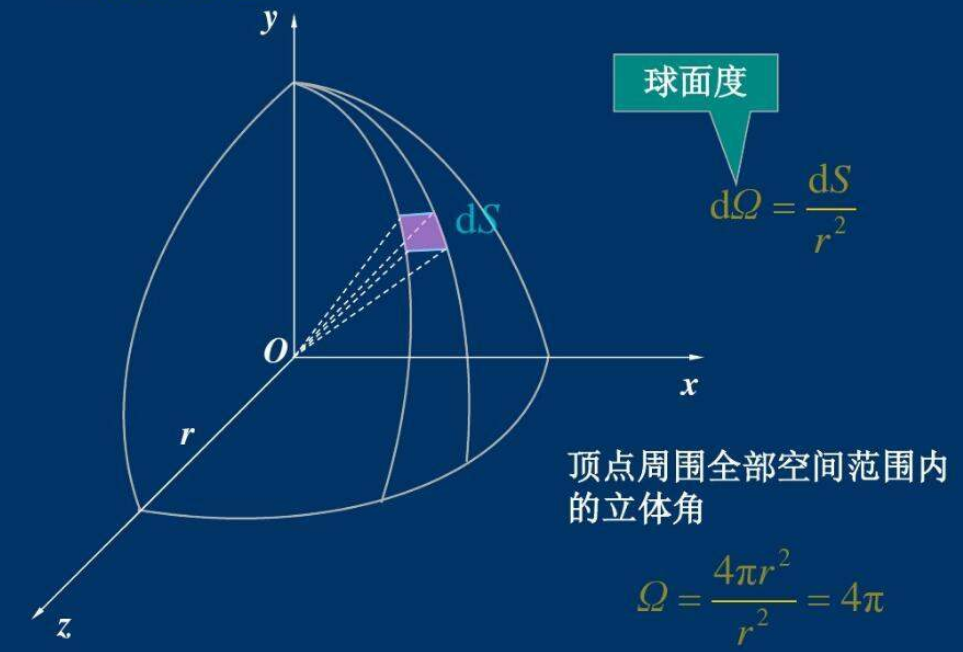 y
球面度
dΩ = dS / r²
dS
O
x
r
顶点周围全部空间范围内
的立体角
Ω = 4πr² / r² = 4π
z